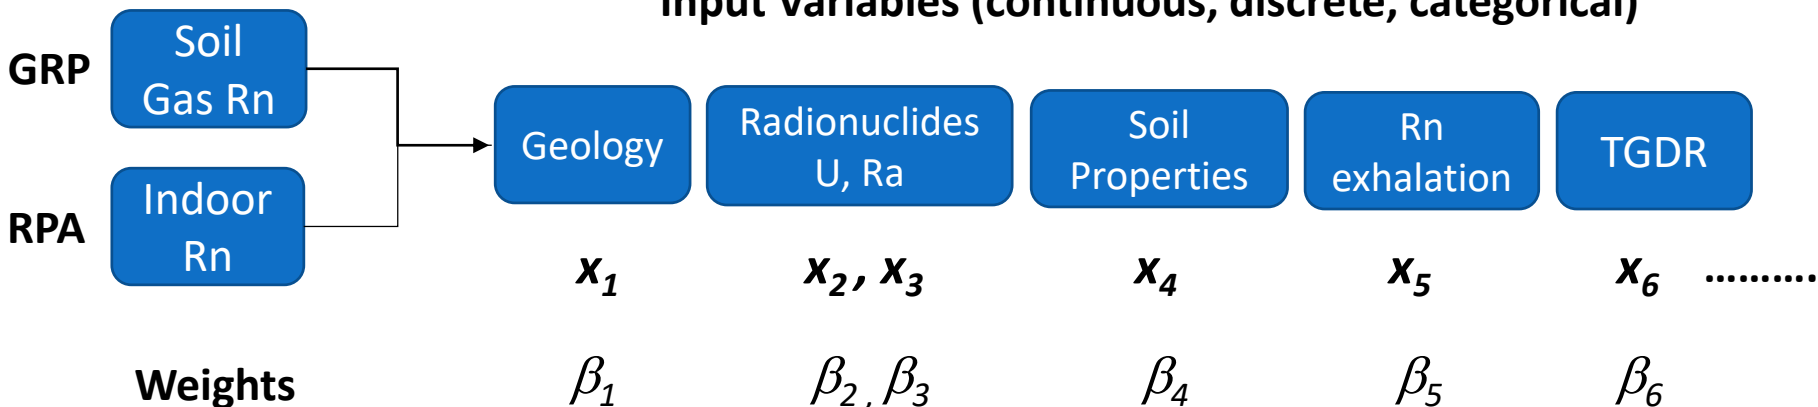 Input Variables (continuous, discrete, categorical)
GRP
Soil
Gas Rn
RPA
Indoor
Rn
Geology
Radionuclides
U, Ra
Soil
Properties
Rn
exhalation
TGDR
x1 x2, x3 x4 x5 x6 ..........
Weights β1 β2, β3 β4 β5 β6